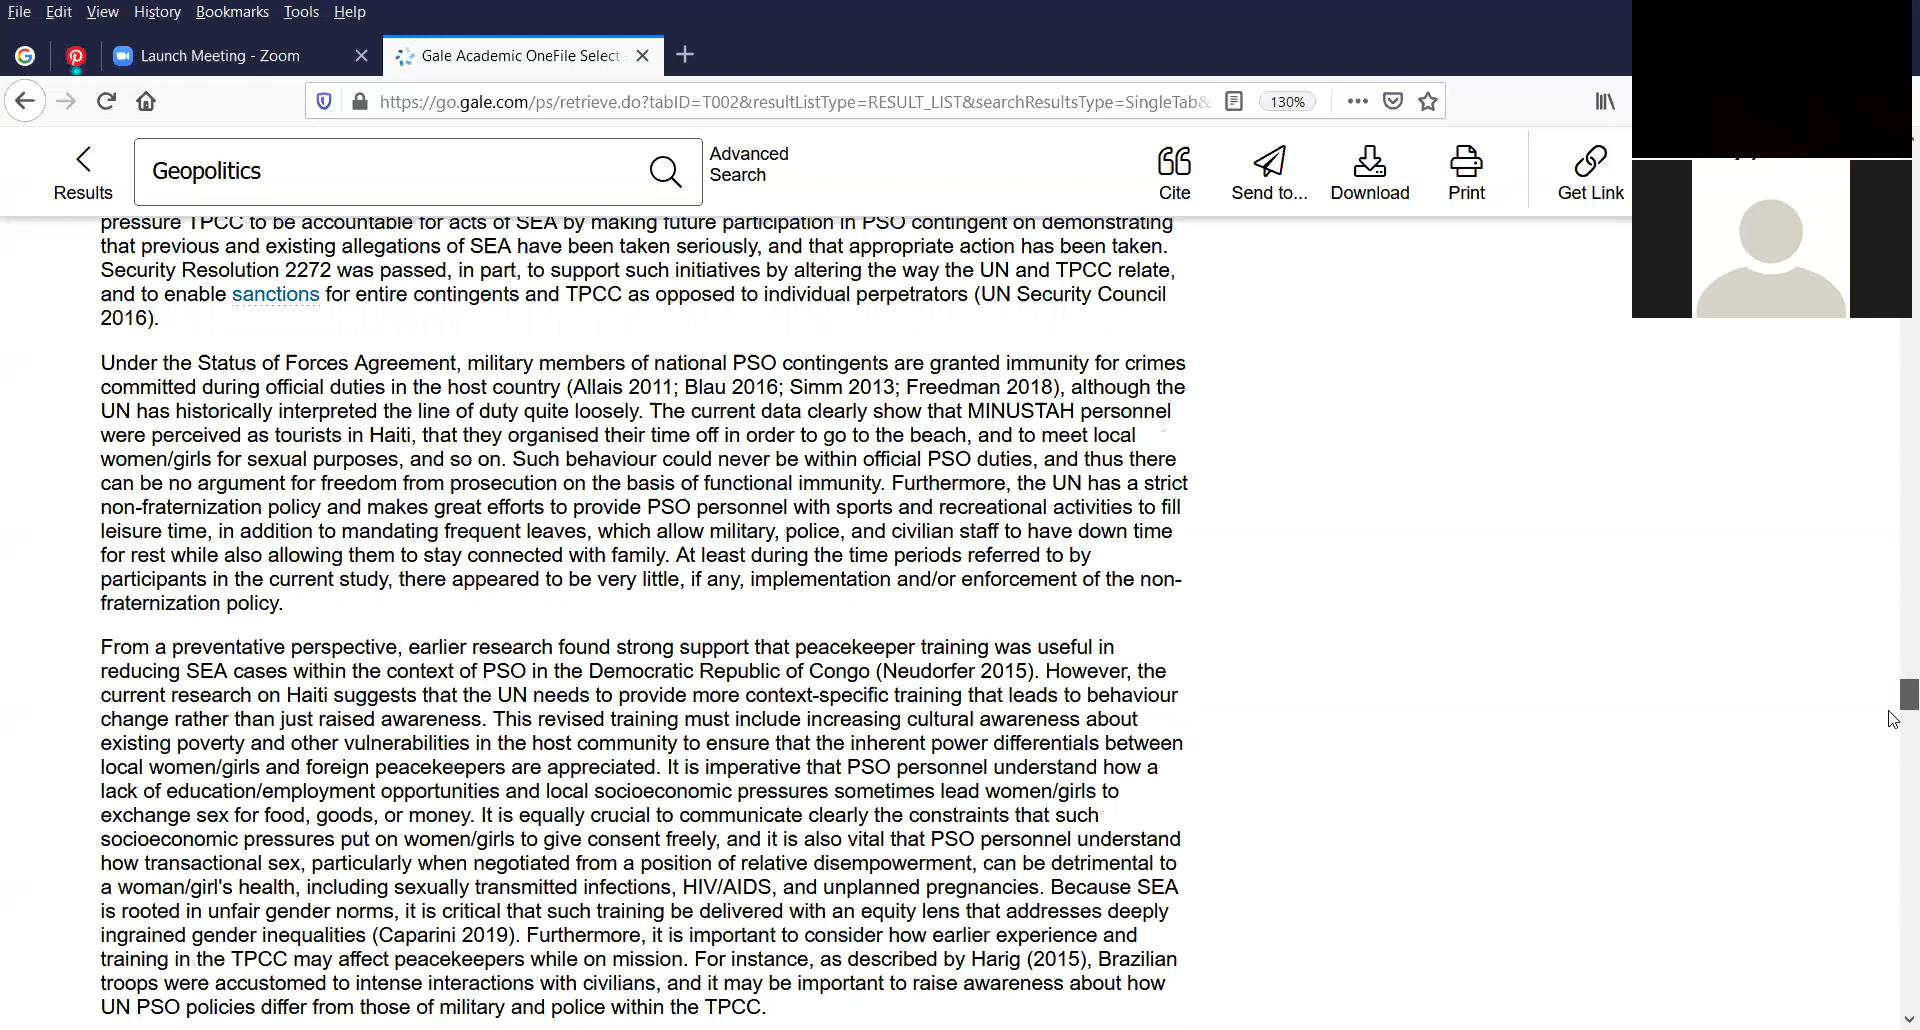 File Edit View History Bookmarks Tools Help
Launch Meeting - Zoom
Gale Academic OneFile Select
https://go.gale.com/ps/retrieve.do?tabID=T002&resultListType=RESULT_LIST&searchResultsType=SingleTab&
130%
Results
Geopolitics
Advanced
Search
Cite
Send to...
Download
Print
Get Link
pressure TPCC to be accountable for acts of SEA by making future participation in PSO contingent on demonstrating
that previous and existing allegations of SEA have been taken seriously, and that appropriate action has been taken.
Security Resolution 2272 was passed, in part, to support such initiatives by altering the way the UN and TPCC relate,
and to enable sanctions for entire contingents and TPCC as opposed to individual perpetrators (UN Security Council
2016).
Under the Status of Forces Agreement, military members of national PSO contingents are granted immunity for crimes
committed during official duties in the host country (Allais 2011; Blau 2016; Simm 2013; Freedman 2018), although the
UN has historically interpreted the line of duty quite loosely. The current data clearly show that MINUSTAH personnel
were perceived as tourists in Haiti, that they organised their time off in order to go to the beach, and to meet local
women/girls for sexual purposes, and so on. Such behaviour could never be within official PSO duties, and thus there
can be no argument for freedom from prosecution on the basis of functional immunity. Furthermore, the UN has a strict
non-fraternization policy and makes great efforts to provide PSO personnel with sports and recreational activities to fill
leisure time, in addition to mandating frequent leaves, which allow military, police, and civilian staff to have down time
for rest while also allowing them to stay connected with family. At least during the time periods referred to by
participants in the current study, there appeared to be very little, if any, implementation and/or enforcement of the non-
fraternization policy.
From a preventative perspective, earlier research found strong support that peacekeeper training was useful in
reducing SEA cases within the context of PSO in the Democratic Republic of Congo (Neudorfer 2015). However, the
current research on Haiti suggests that the UN needs to provide more context-specific training that leads to behaviour
change rather than just raised awareness. This revised training must include increasing cultural awareness about
existing poverty and other vulnerabilities in the host community to ensure that the inherent power differentials between
local women/girls and foreign peacekeepers are appreciated. It is imperative that PSO personnel understand how a
lack of education/employment opportunities and local socioeconomic pressures sometimes lead women/girls to
exchange sex for food, goods, or money. It is equally crucial to communicate clearly the constraints that such
socioeconomic pressures put on women/girls to give consent freely, and it is also vital that PSO personnel understand
how transactional sex, particularly when negotiated from a position of relative disempowerment, can be detrimental to
a woman/girl's health, including sexually transmitted infections, HIV/AIDS, and unplanned pregnancies. Because SEA
is rooted in unfair gender norms, it is critical that such training be delivered with an equity lens that addresses deeply
ingrained gender inequalities (Caparini 2019). Furthermore, it is important to consider how earlier experience and
training in the TPCC may affect peacekeepers while on mission. For instance, as described by Harig (2015), Brazilian
troops were accustomed to intense interactions with civilians, and it may be important to raise awareness about how
UN PSO policies differ from those of military and police within the TPCC.